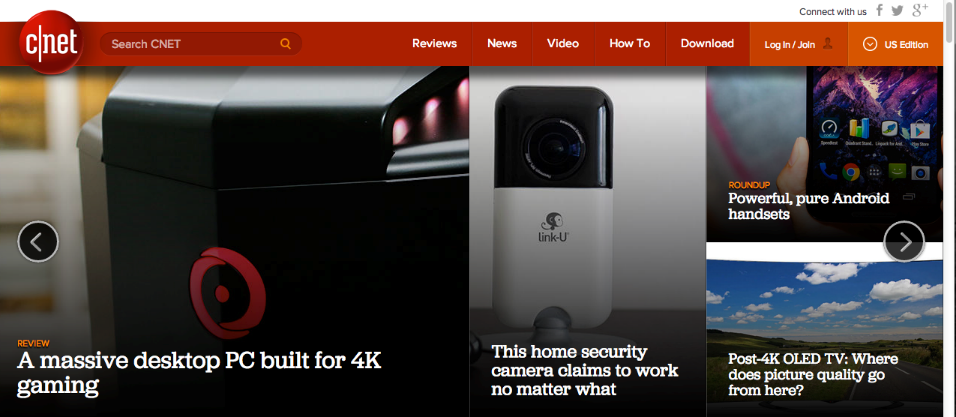 Connect with us
c|net
Search CNET
Reviews
News
Video
How To
Download
Log In / Join
US Edition
REVIEW
A massive desktop PC built for 4K
gaming
link-U
This home security
camera claims to work
no matter what
ROUNDUP
Powerful, pure Android
handsets
Post-4K OLED TV: Where
does picture quality go
from here?